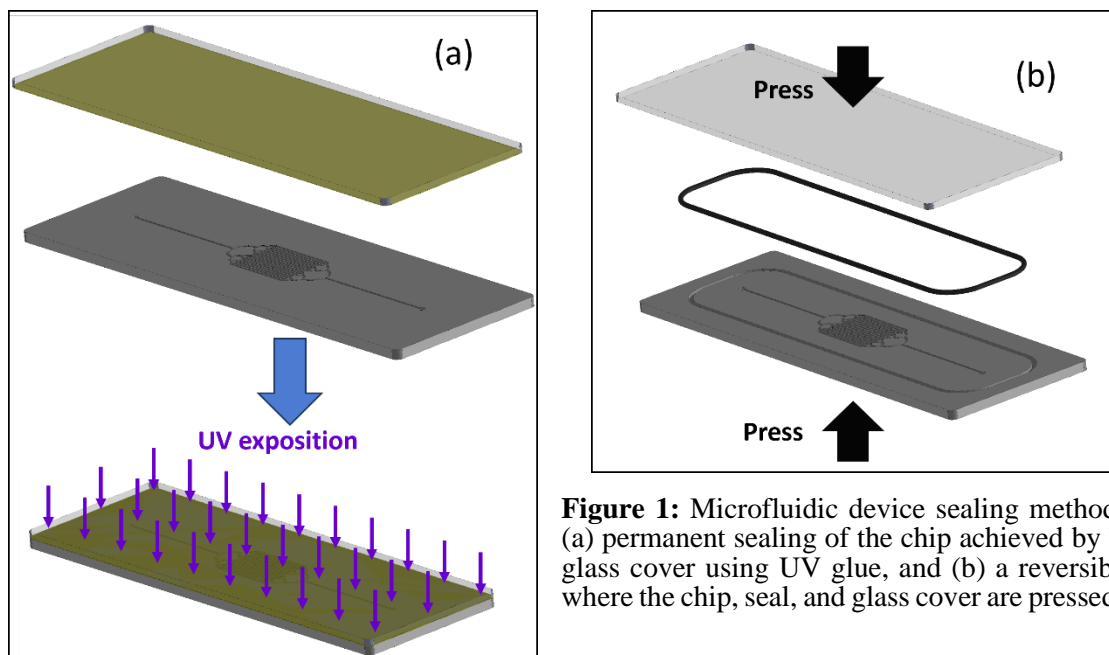 (a)
UV exposition
(b)
Press
Press
Figure 1: Microfluidic device sealing method
(a) permanent sealing of the chip achieved by
glass cover using UV glue, and (b) a reversib
where the chip, seal, and glass cover are pressed